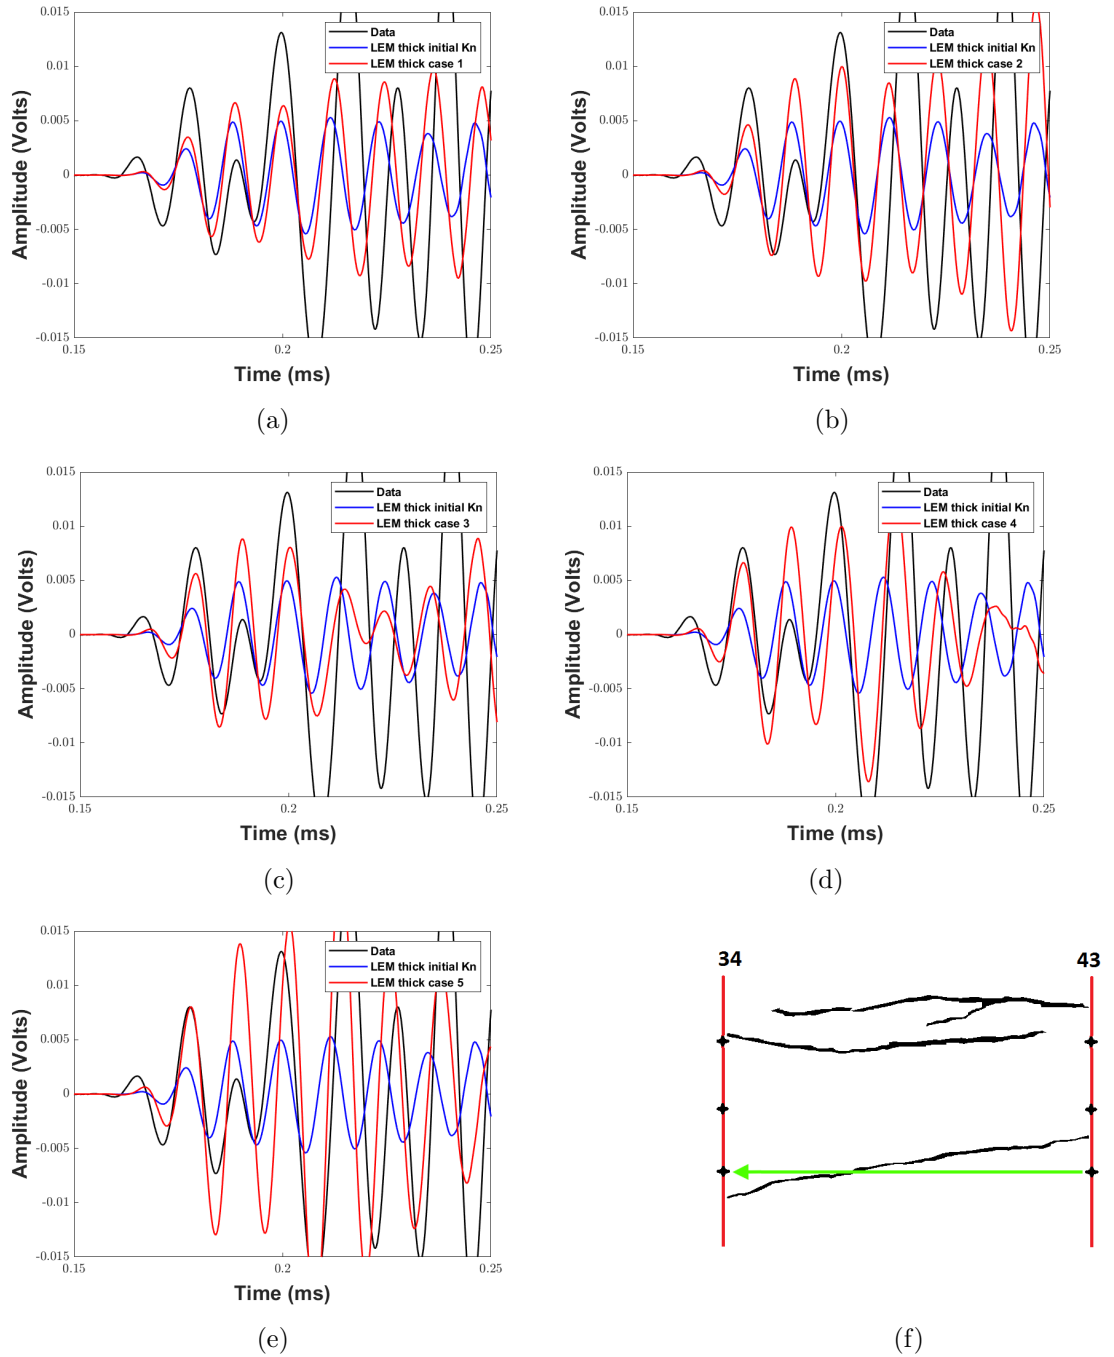 0.015
0.01
0.005
0
-0.005
-0.01
-0.015
Amplitude (Volts)
0.15
0.2
0.25
Time (ms)
Data
LEM thick initial Kn
LEM thick case 1
(a)
0.015
0.01
0.005
0
-0.005
-0.01
-0.015
Amplitude (Volts)
0.15
0.2
0.25
Time (ms)
Data
LEM thick initial Kn
LEM thick case 2
(b)
0.015
0.01
0.005
0
-0.005
-0.01
-0.015
Amplitude (Volts)
0.15
0.2
0.25
Time (ms)
Data
LEM thick initial Kn
LEM thick case 3
(c)
0.015
0.01
0.005
0
-0.005
-0.01
-0.015
Amplitude (Volts)
0.15
0.2
0.25
Time (ms)
Data
LEM thick initial Kn
LEM thick case 4
(d)
0.015
0.01
0.005
0
-0.005
-0.01
-0.015
Amplitude (Volts)
0.15
0.2
0.25
Time (ms)
Data
LEM thick initial Kn
LEM thick case 5
(e)
34
43
(f)